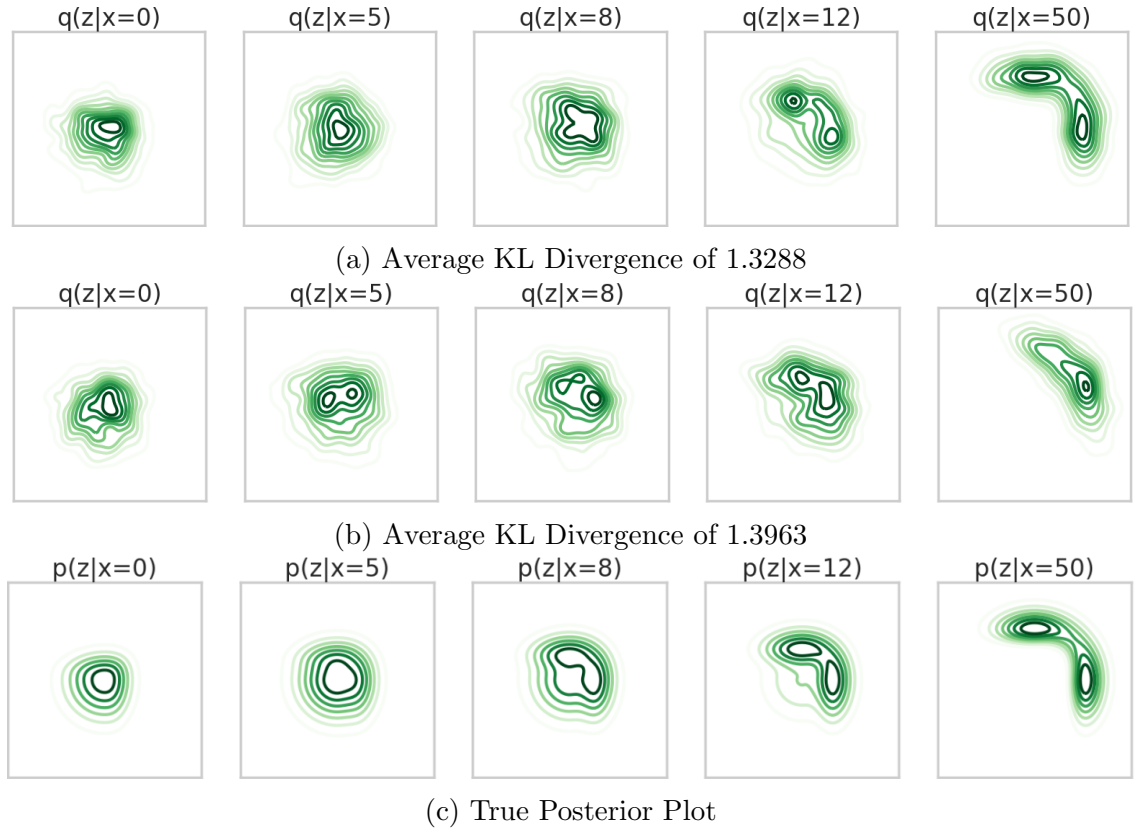 q(z|x=0) q(z|x=5) q(z|x=8) q(z|x=12) q(z|x=50)
(a) Average KL Divergence of 1.3288
q(z|x=0) q(z|x=5) q(z|x=8) q(z|x=12) q(z|x=50)
(b) Average KL Divergence of 1.3963
p(z|x=0) p(z|x=5) p(z|x=8) p(z|x=12) p(z|x=50)
(c) True Posterior Plot